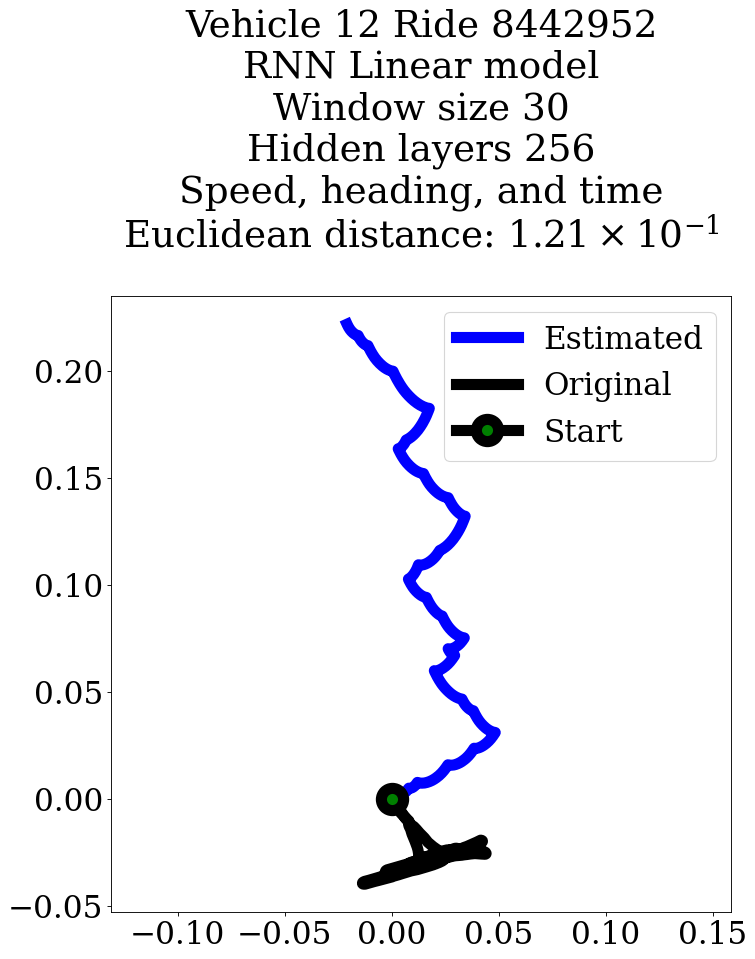 Vehicle 12 Ride 8442952
RNN Linear model
Window size 30
Hidden layers 256
Speed, heading, and time
Euclidean distance: 1.21 × 10⁻¹
Estimated
Original
Start
0.20
0.15
0.10
0.05
0.00
−0.05
−0.10 −0.05 0.00 0.05 0.10 0.15